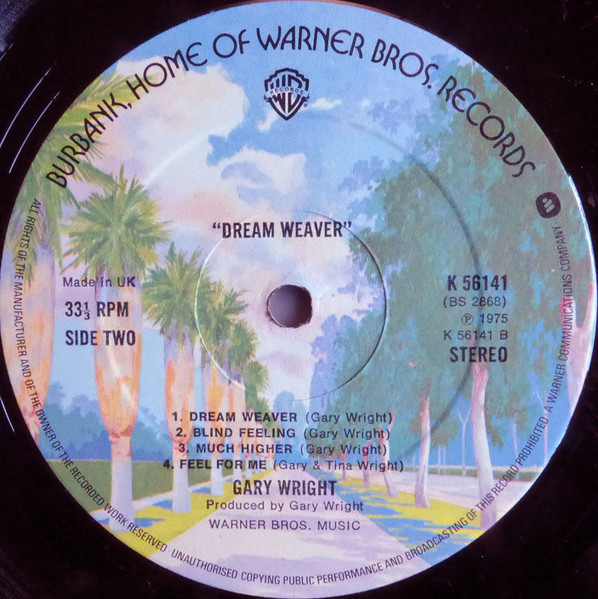 BURBANK, HOME OF WARNER BROS. RECORDS
RECORDS
"DREAM WEAVER"
Made in UK
33⅓ RPM
SIDE TWO
K 56141
(BS 2868)
℗ 1975
K 56141 B
STEREO
1. DREAM WEAVER (Gary Wright)
2. BLIND FEELING (Gary Wright)
3. MUCH HIGHER (Gary Wright)
4. FEEL FOR ME (Gary & Tina Wright)
GARY WRIGHT
Produced by Gary Wright
WARNER BROS. MUSIC
ALL RIGHTS OF THE MANUFACTURER AND OF THE OWNER OF THE RECORDED WORK RESERVED · UNAUTHORISED COPYING PUBLIC PERFORMANCE AND BROADCASTING OF THIS RECORD PROHIBITED · A WARNER COMMUNICATIONS COMPANY